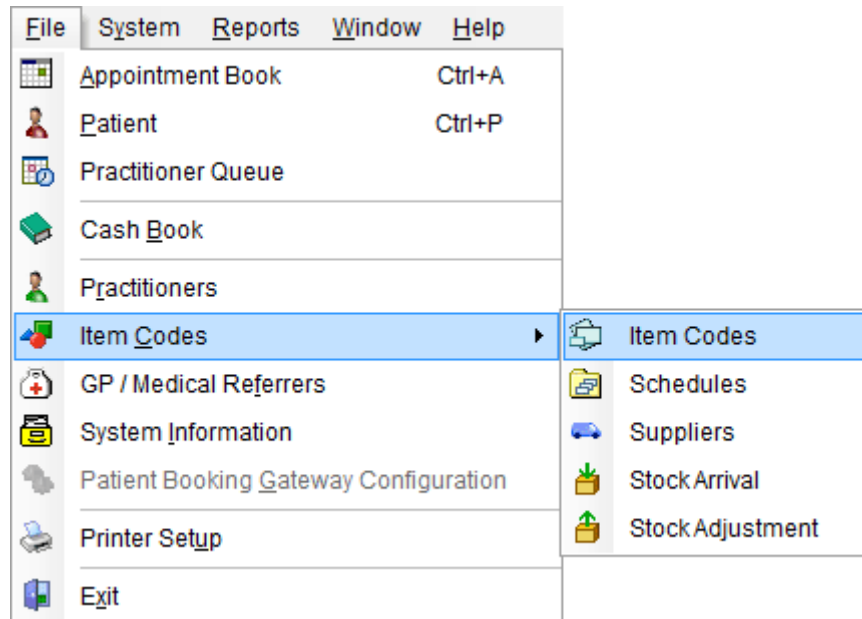 File System Reports Window Help
Appointment Book Ctrl+A
Patient Ctrl+P
Practitioner Queue
Cash Book
Practitioners
Item Codes
GP / Medical Referrers
System Information
Patient Booking Gateway Configuration
Printer Setup
Exit
Item Codes
Schedules
Suppliers
Stock Arrival
Stock Adjustment